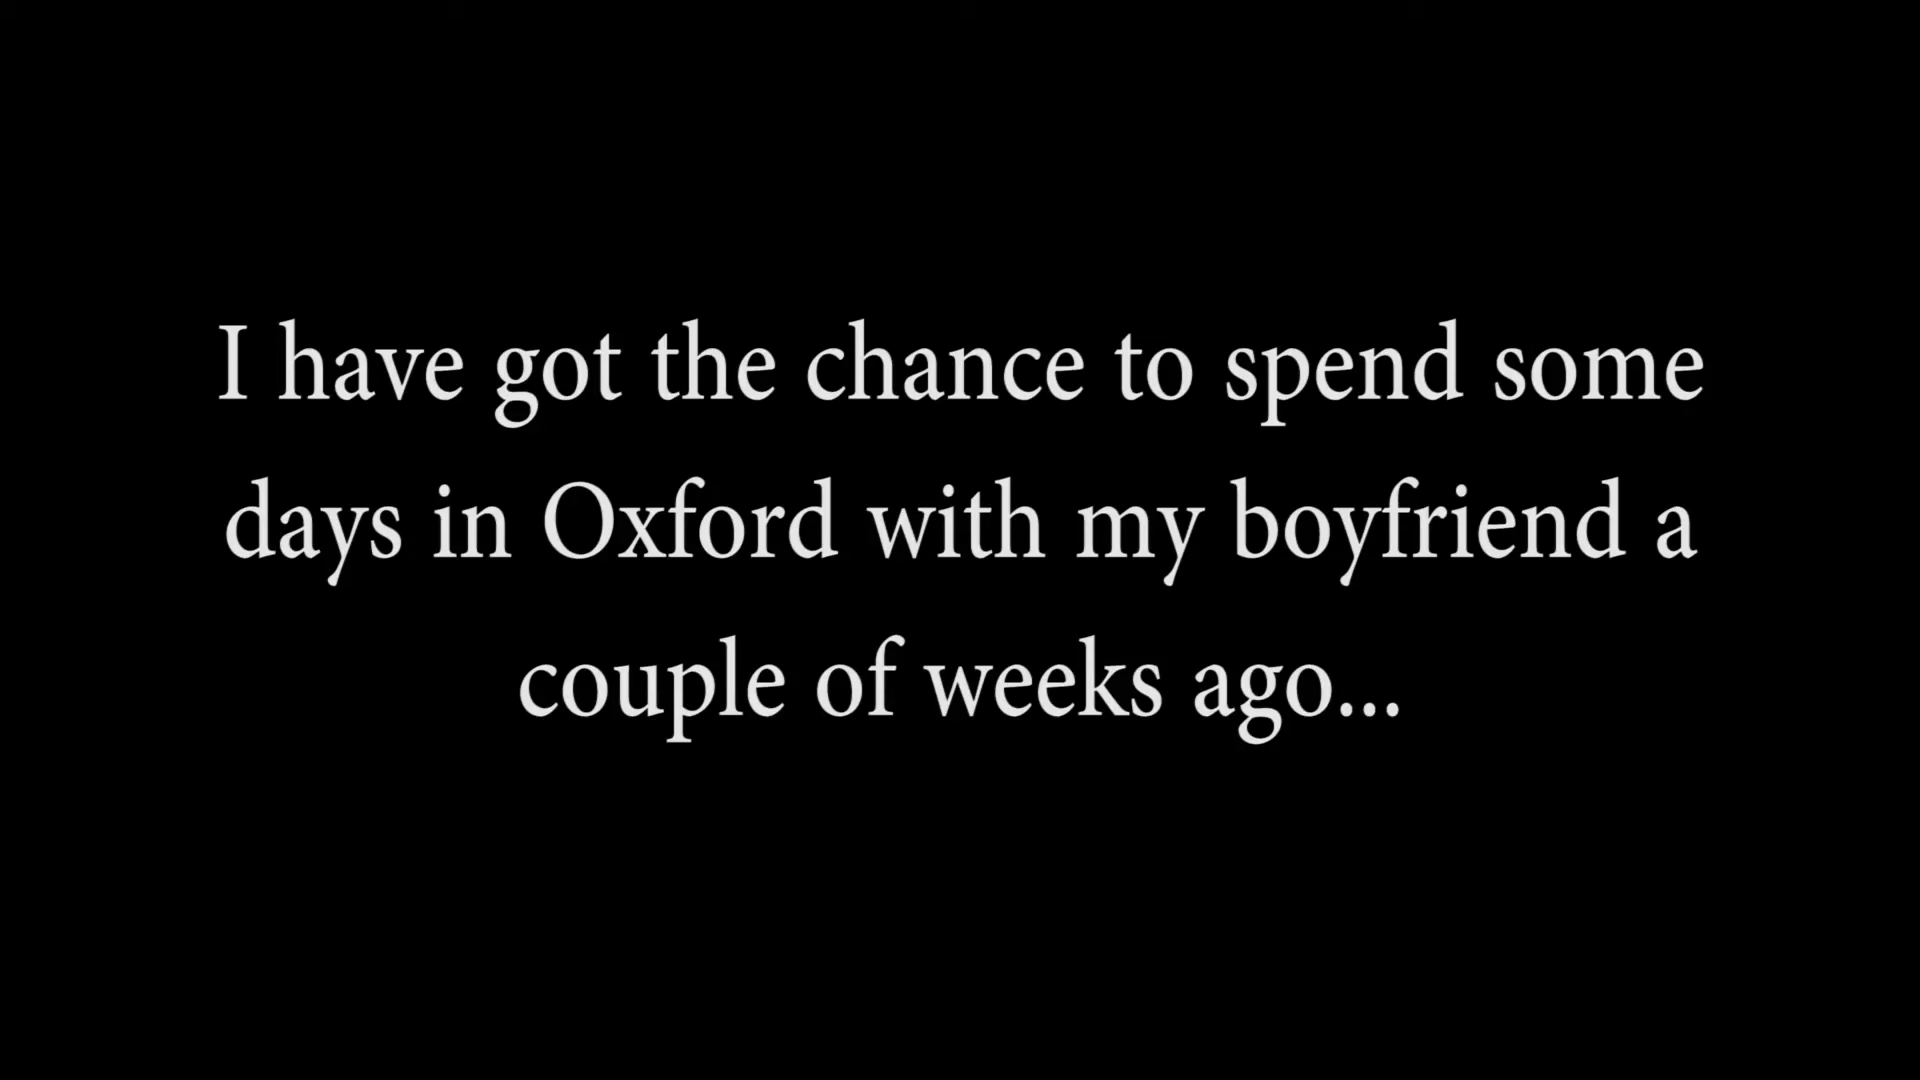 I have got the chance to spend some
days in Oxford with my boyfriend a
couple of weeks ago...